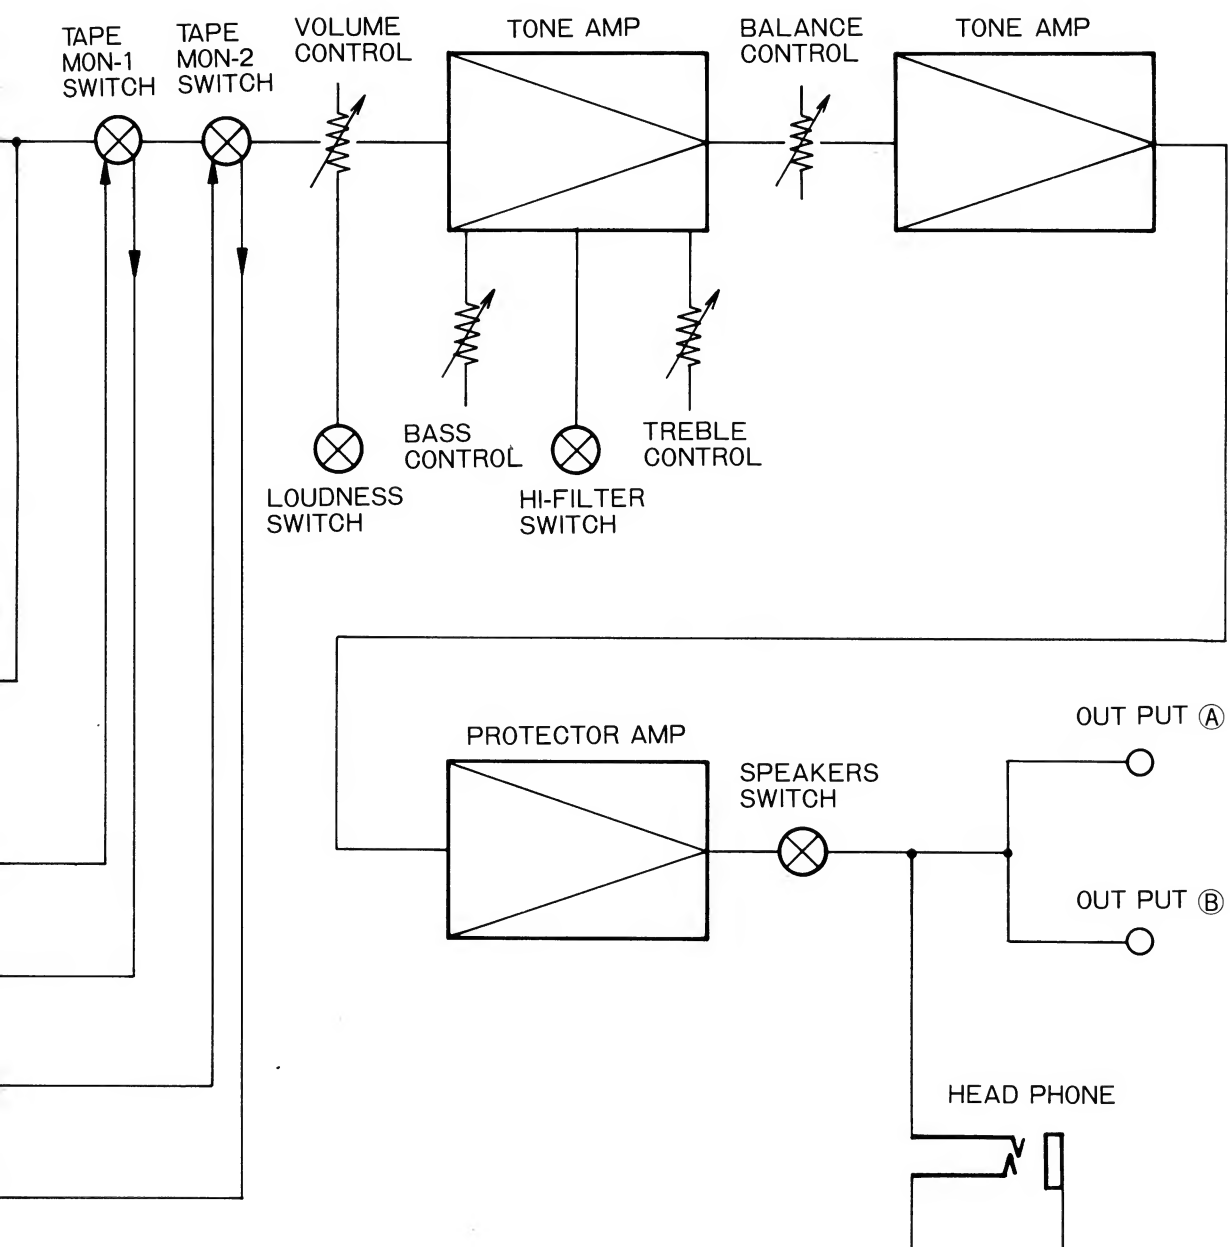 TAPE
MON-1
SWITCH
TAPE
MON-2
SWITCH
VOLUME
CONTROL
TONE AMP
BALANCE
CONTROL
TONE AMP
BASS
CONTROL
TREBLE
CONTROL
LOUDNESS
SWITCH
HI-FILTER
SWITCH
PROTECTOR AMP
SPEAKERS
SWITCH
OUT PUT Ⓐ
OUT PUT Ⓑ
HEAD PHONE